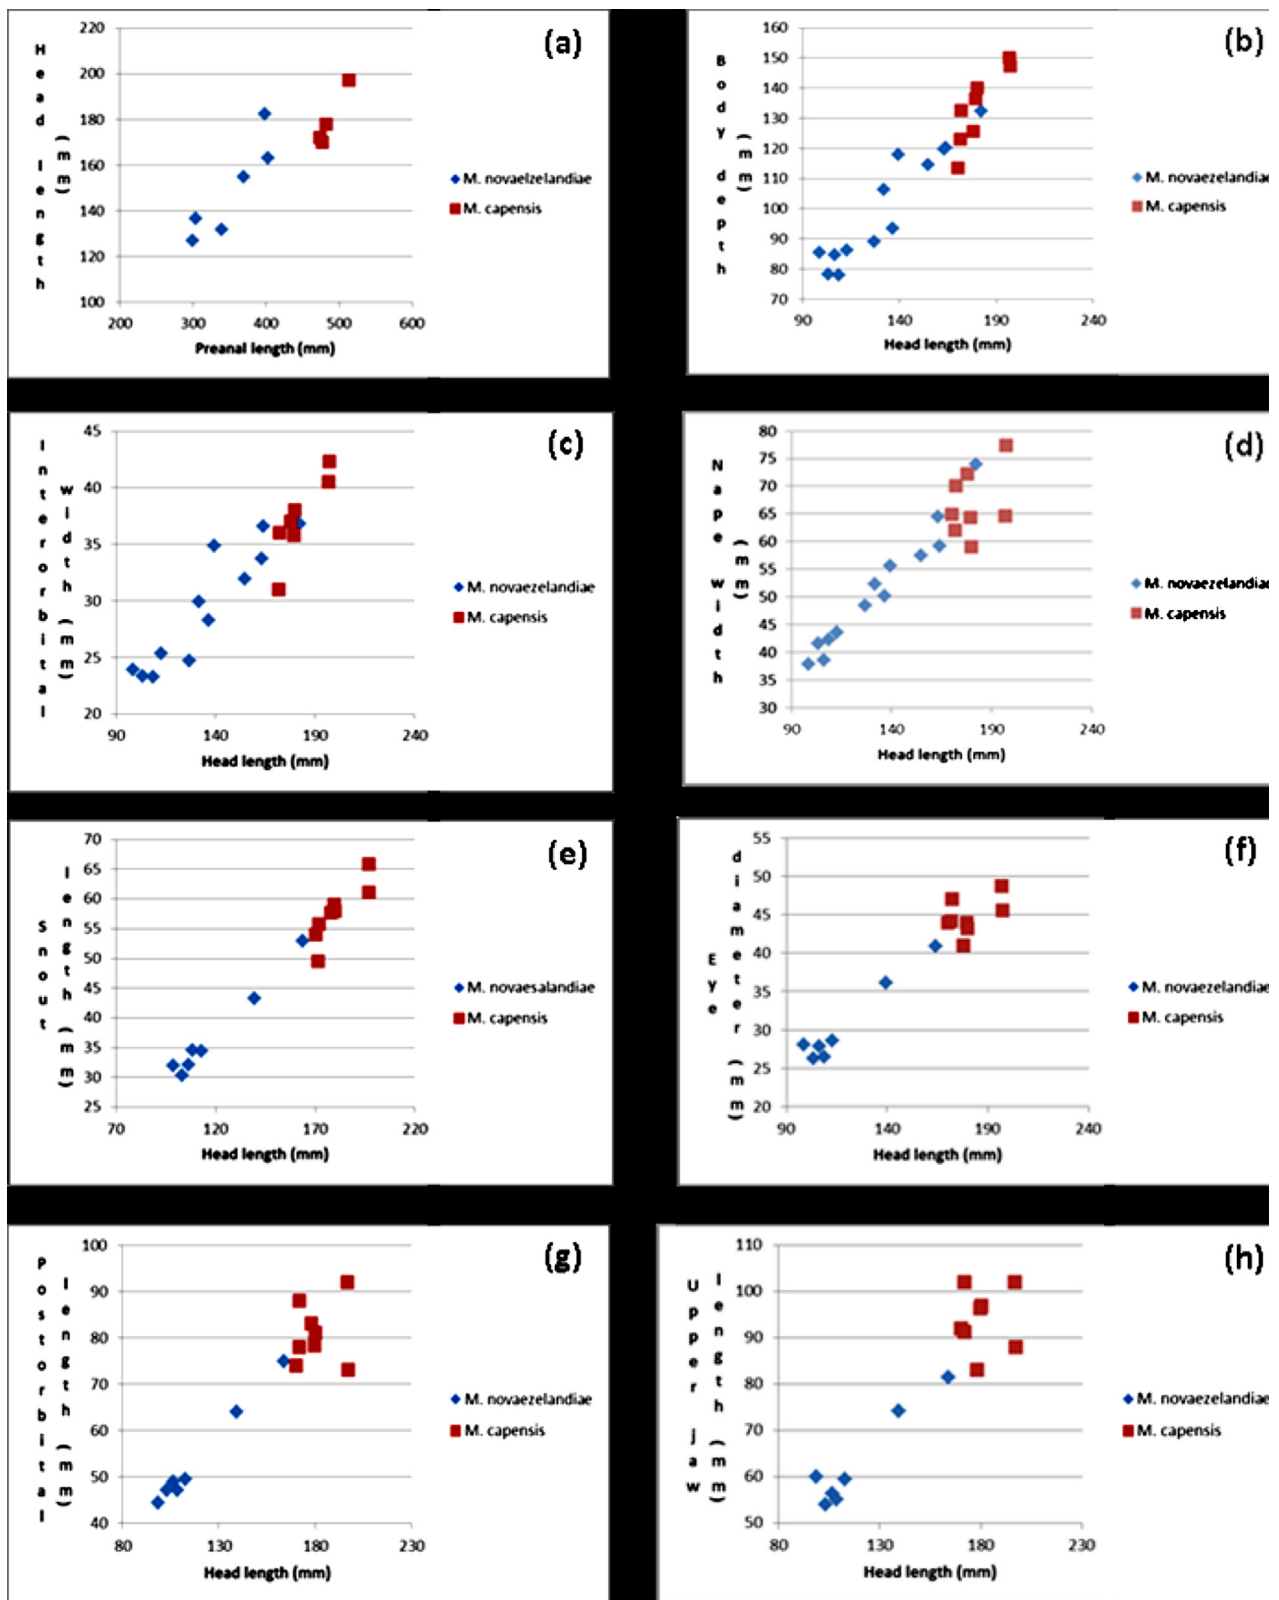 (a)
Head length (mm)
220
200
180
160
140
120
100
200 300 400 500 600
Preanal length (mm)
M. novaelzelandiae
M. capensis
(b)
Body depth (mm)
160
150
140
130
120
110
100
90
80
70
90 140 190 240
Head length (mm)
M. novaezelandiae
M. capensis
(c)
Interorbital width (mm)
45
40
35
30
25
20
90 140 190 240
Head length (mm)
M. novaezelandiae
M. capensis
(d)
Nape width (mm)
80
75
70
65
60
55
50
45
40
35
30
90 140 190 240
Head length (mm)
M. novaezelandiae
M. capensis
(e)
Snout length (mm)
70
65
60
55
50
45
40
35
30
25
70 120 170 220
Head length (mm)
M. novaesalandiae
M. capensis
(f)
Eye diameter (mm)
55
50
45
40
35
30
25
20
90 140 190 240
Head length (mm)
M. novaezelandiae
M. capensis
(g)
Postorbital length (mm)
100
90
80
70
60
50
40
80 130 180 230
Head length (mm)
M. novaezelandiae
M. capensis
(h)
Upper jaw length (mm)
110
100
90
80
70
60
50
80 130 180 230
Head length (mm)
M. novaezelandiae
M. capensis